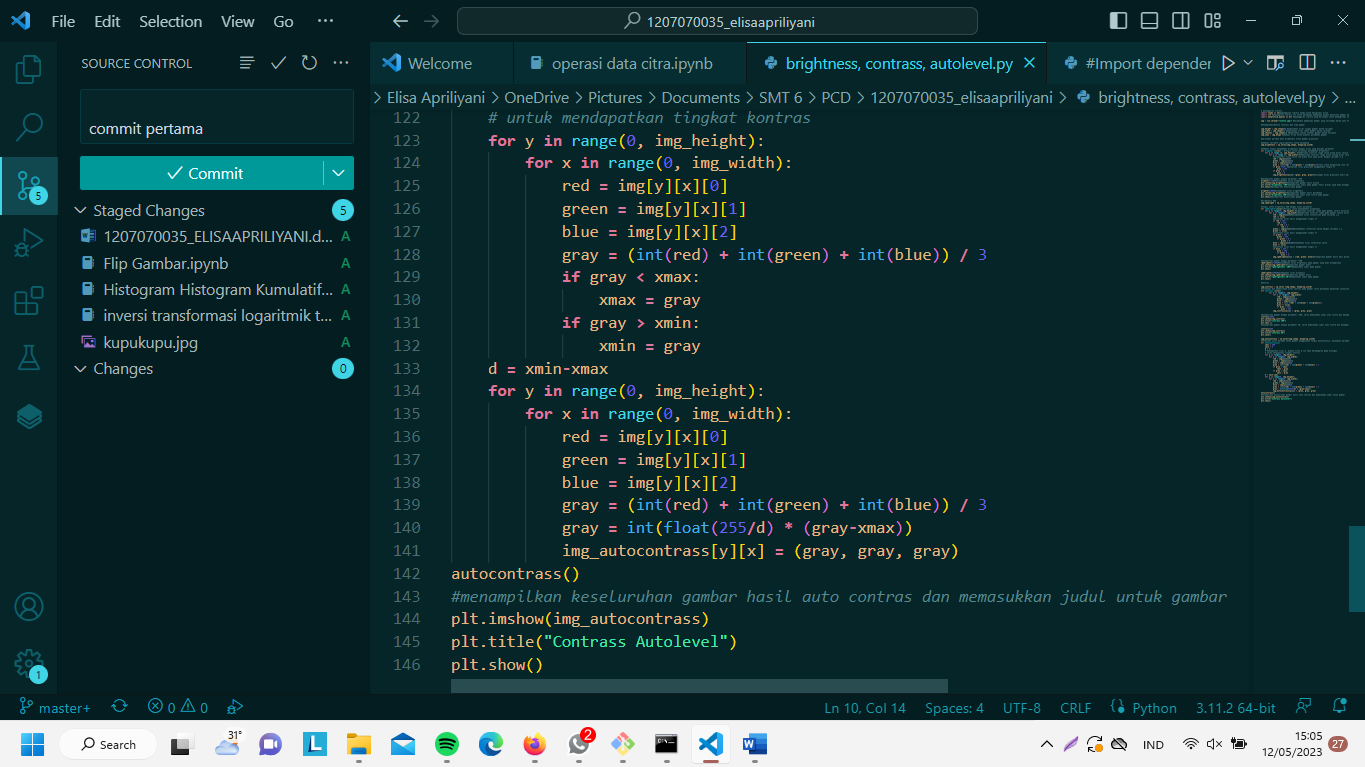 File Edit Selection View Go ···
1207070035_elisaapriliyani
SOURCE CONTROL
Welcome
operasi data citra.ipynb
brightness, contrass, autolevel.py
#Import depender
> Elisa Apriliyani > OneDrive > Pictures > Documents > SMT 6 > PCD > 1207070035_elisaapriliyani > brightness, contrass, autolevel.py > ...
commit pertama
Commit
Staged Changes 5
1207070035_ELISAAPRILIYANI.d... A
Flip Gambar.ipynb A
Histogram Histogram Kumulatif... A
inversi transformasi logaritmik t... A
kupukupu.jpg A
Changes 0
5
1
122 # untuk mendapatkan tingkat kontras
123 for y in range(0, img_height):
124 for x in range(0, img_width):
125 red = img[y][x][0]
126 green = img[y][x][1]
127 blue = img[y][x][2]
128 gray = (int(red) + int(green) + int(blue)) / 3
129 if gray < xmax:
130 xmax = gray
131 if gray > xmin:
132 xmin = gray
133 d = xmin-xmax
134 for y in range(0, img_height):
135 for x in range(0, img_width):
136 red = img[y][x][0]
137 green = img[y][x][1]
138 blue = img[y][x][2]
139 gray = (int(red) + int(green) + int(blue)) / 3
140 gray = int(float(255/d) * (gray-xmax))
141 img_autocontrass[y][x] = (gray, gray, gray)
142 autocontrass()
143 #menampilkan keseluruhan gambar hasil auto contras dan memasukkan judul untuk gambar
144 plt.imshow(img_autocontrass)
145 plt.title("Contrass Autolevel")
146 plt.show()
master+ 0 0
Ln 10, Col 14 Spaces: 4 UTF-8 CRLF Python 3.11.2 64-bit
Search
31°
2
IND
15:05
12/05/2023
27